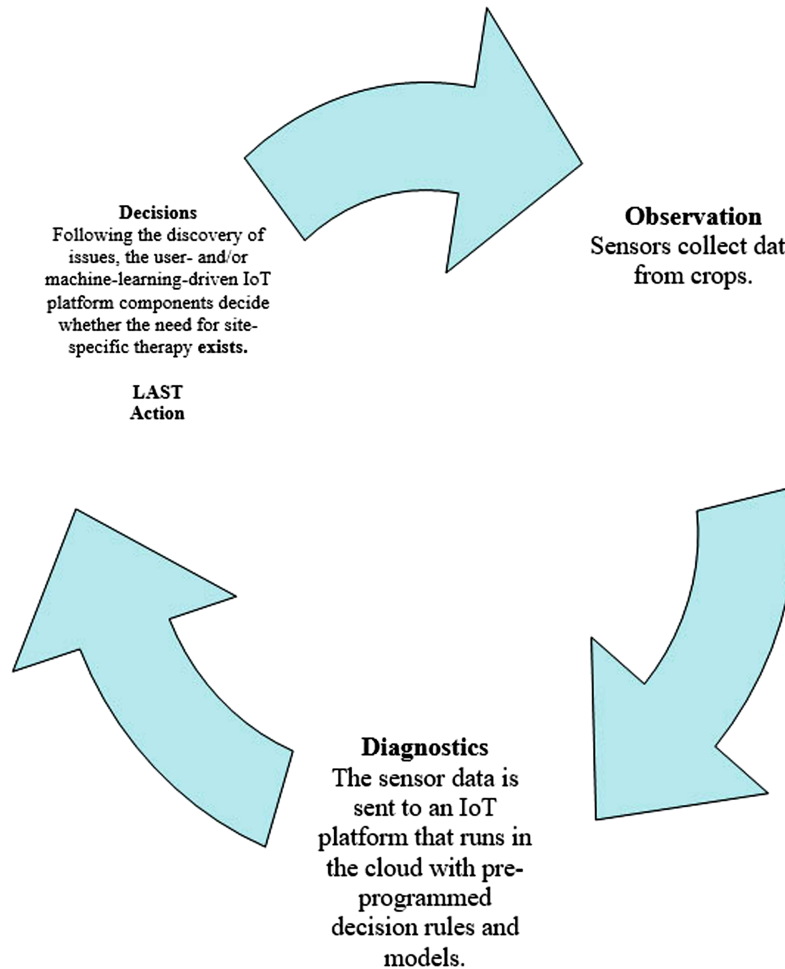 Decisions
Following the discovery of
issues, the user- and/or
machine-learning-driven IoT
platform components decide
whether the need for site-
specific therapy exists.
LAST
Action
Observation
Sensors collect dat
from crops.
Diagnostics
The sensor data is
sent to an IoT
platform that runs in
the cloud with pre-
programmed
decision rules and
models.